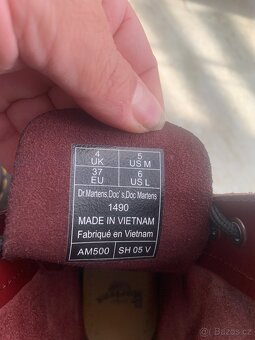 4 UK 5 US M
37 EU 6 US L
Dr.Martens,Doc`s,Doc Martens
1490
MADE IN VIETNAM
Fabriqué en Vietnam
AM500 SH 05 V